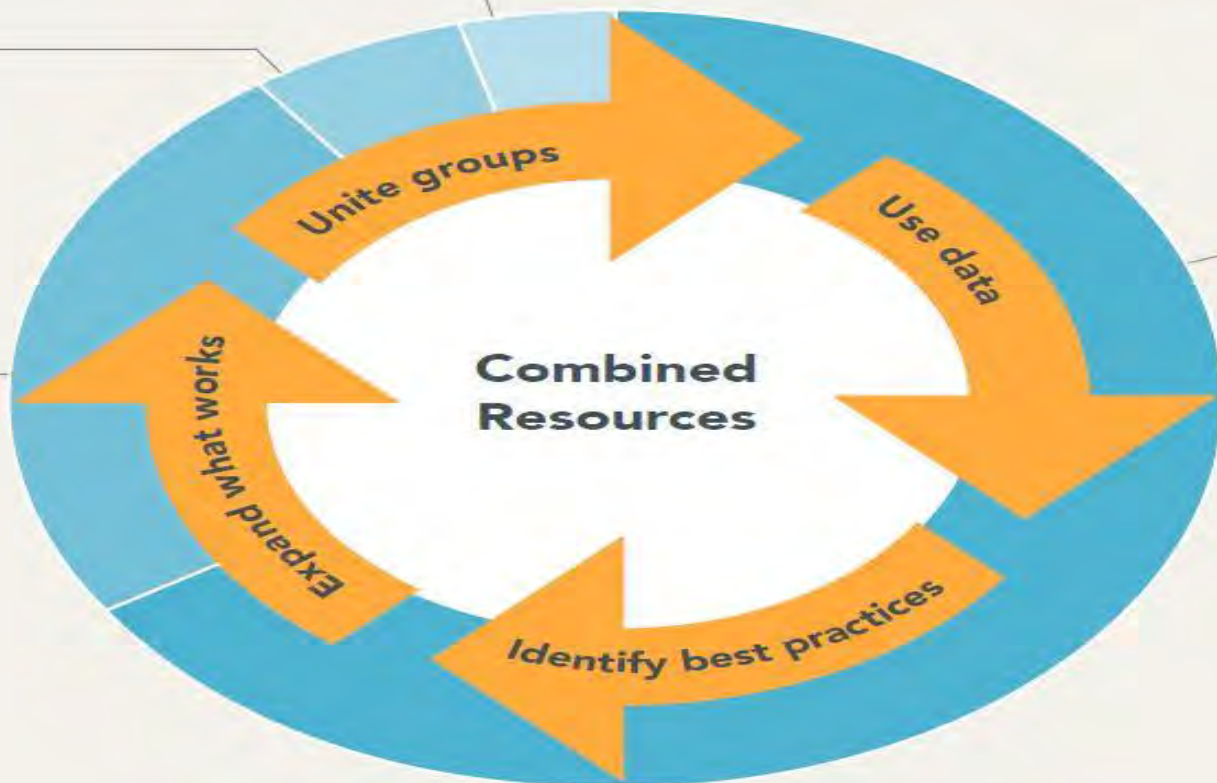 Unite groups
Use data
Combined
Resources
Expand what works
Identify best practices